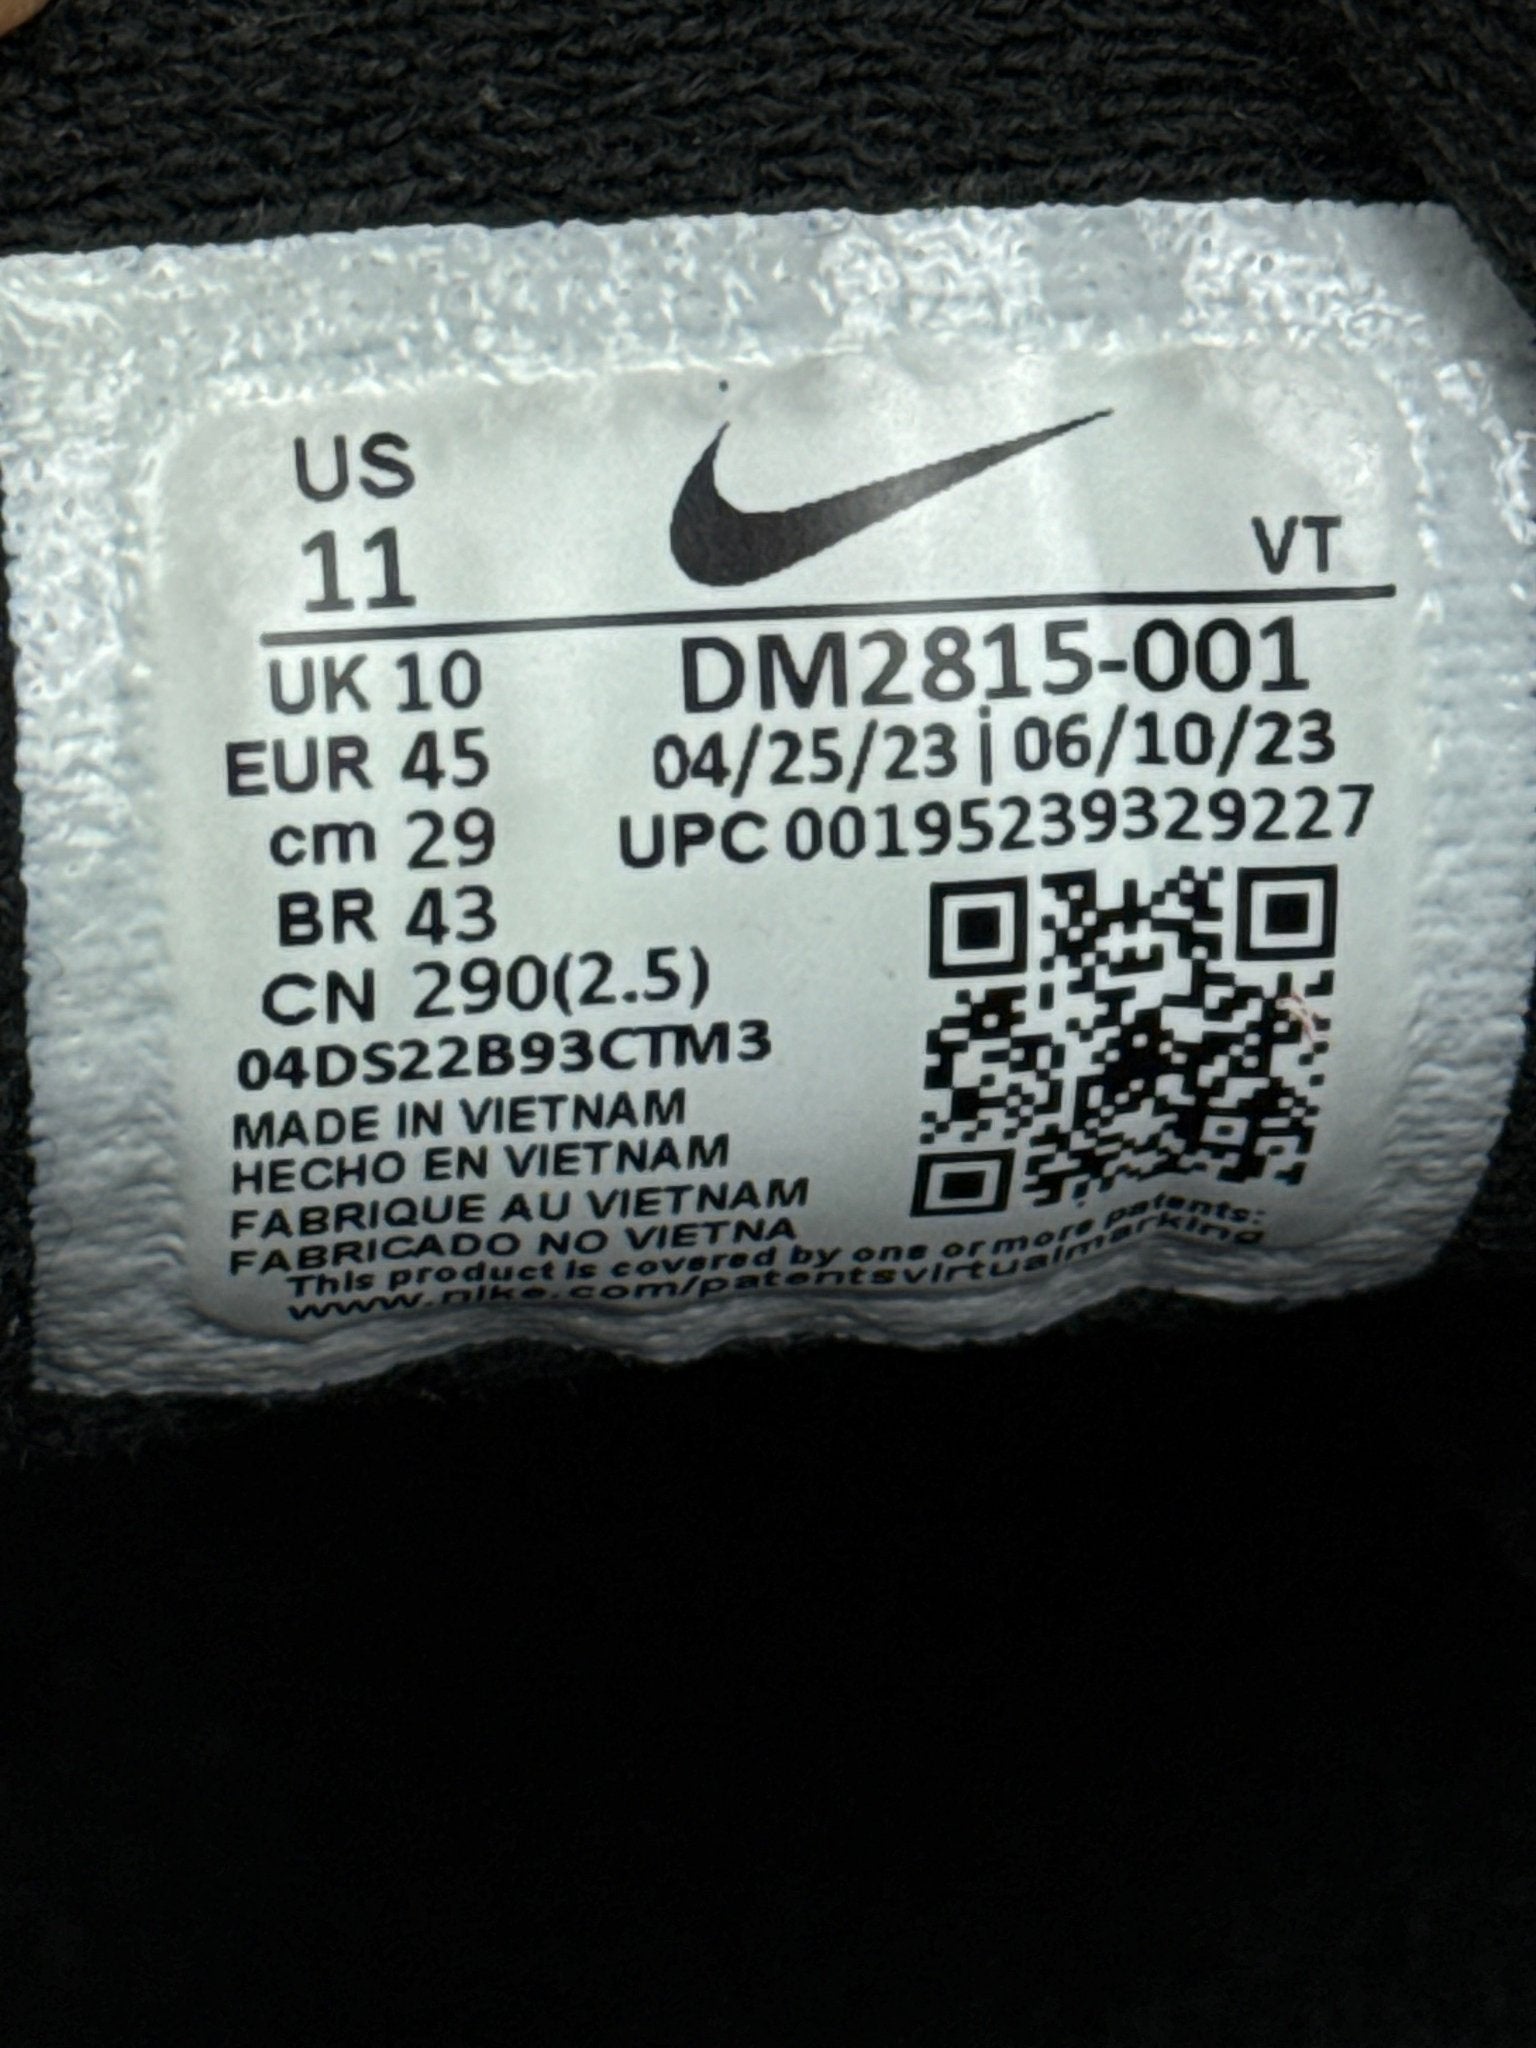 US
11
VT
UK 10
DM2815-001
EUR 45
04/25/23 | 06/10/23
cm 29
UPC 00195239329227
BR 43
CN 290(2.5)
04DS22B93CTM3
MADE IN VIETNAM
HECHO EN VIETNAM
FABRIQUE AU VIETNAM
FABRICADO NO VIETNA
This product is covered by one or more patents:
www.nike.com/patentsvirtualmarking